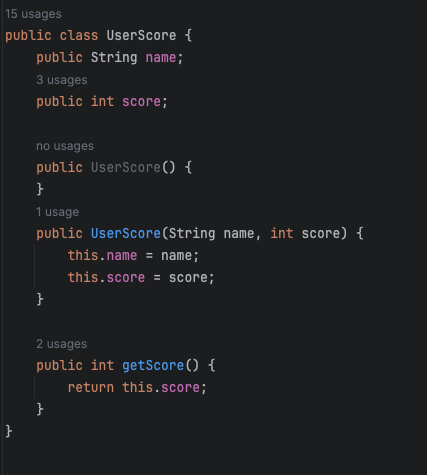 15 usages
public class UserScore {
public String name;
3 usages
public int score;
no usages
public UserScore() {
}
1 usage
public UserScore(String name, int score) {
this.name = name;
this.score = score;
}
2 usages
public int getScore() {
return this.score;
}
}